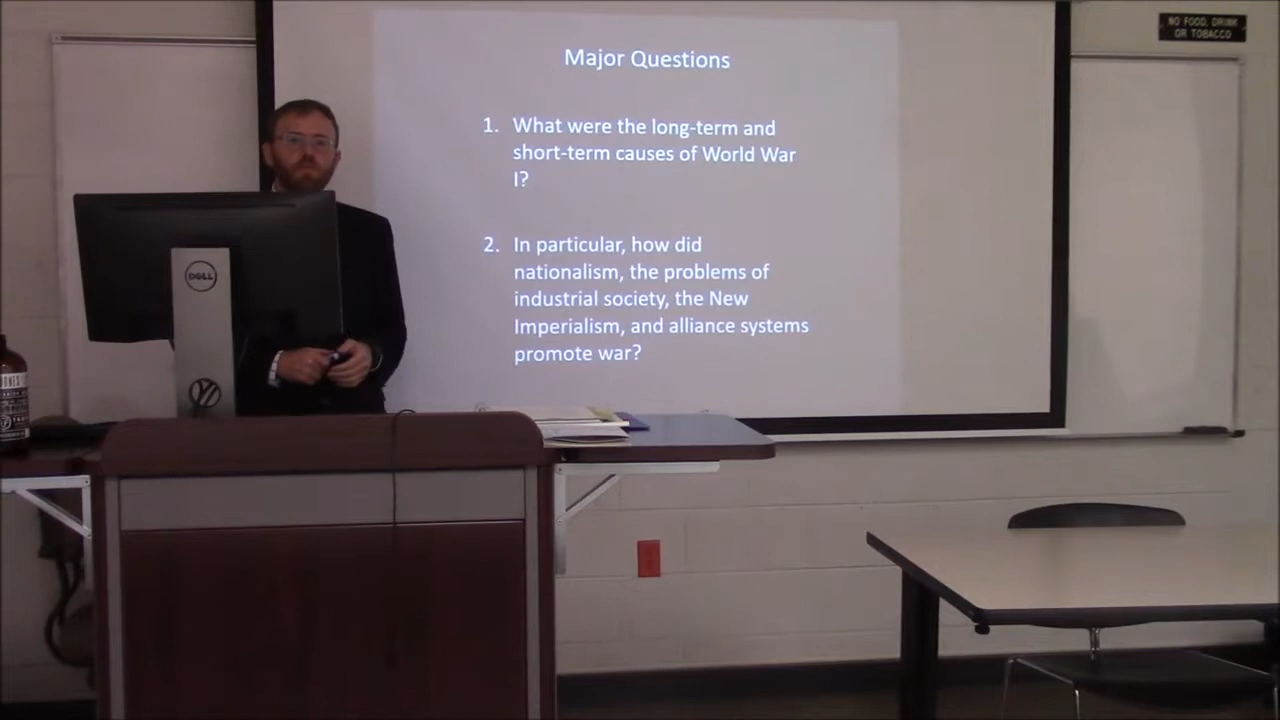 NO FOOD, DRINK
OR TOBACCO
Major Questions
1. What were the long-term and
short-term causes of World War
I?
2. In particular, how did
nationalism, the problems of
industrial society, the New
Imperialism, and alliance systems
promote war?
DELL